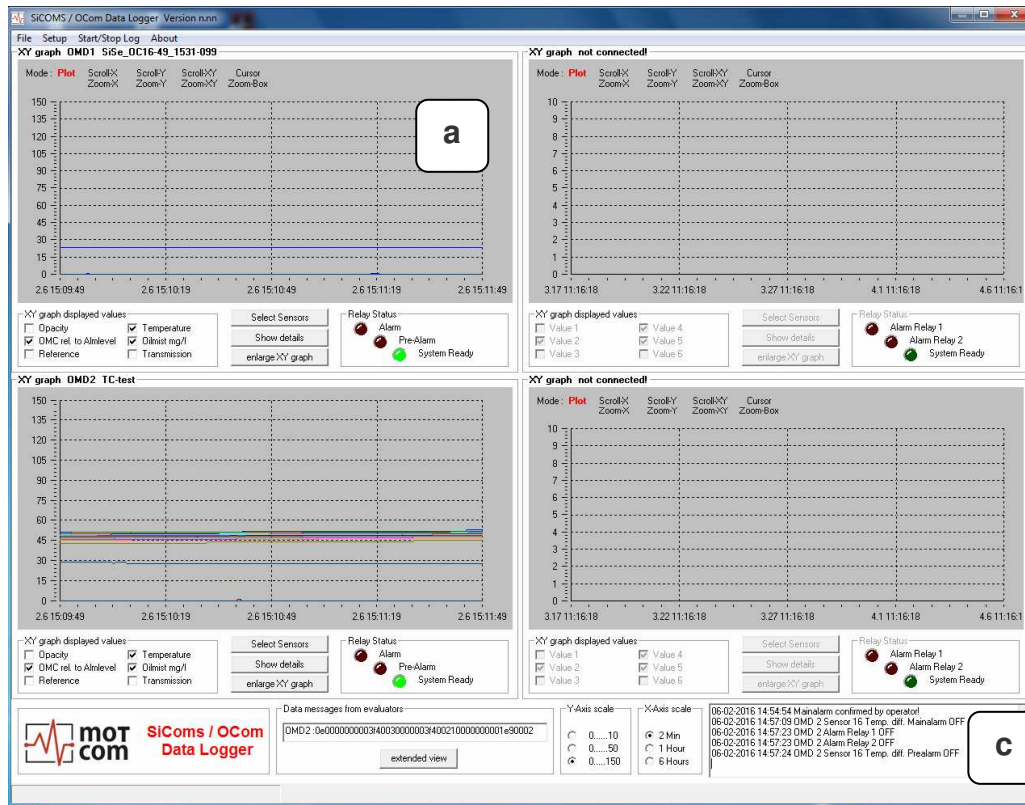 SiCOMS / OCom Data Logger Version n.nn
File Setup Start/Stop Log About
XY graph OMD1 SiSe_OC16-49_1531-099
Mode : Plot Scroll-X Scroll-Y Scroll-XY Cursor
Zoom-X Zoom-Y Zoom-XY Zoom-Box
a
150
135
120
105
90
75
60
45
30
15
0
2.6 15:09:49 2.6 15:10:19 2.6 15:10:49 2.6 15:11:19 2.6 15:11:49
XY graph displayed values
Opacity Temperature
OMC rel. to Almlevel Oilmist mg/l
Reference Transmission
Select Sensors
Show details
enlarge XY graph
Relay Status
Alarm
Pre-Alarm
System Ready
XY graph not connected!
Mode : Plot Scroll-X Scroll-Y Scroll-XY Cursor
Zoom-X Zoom-Y Zoom-XY Zoom-Box
10
9
8
7
6
5
4
3
2
1
0
3.17 11:16:18 3.22 11:16:18 3.27 11:16:18 4.1 11:16:18 4.6 11:16:1
XY graph displayed values
Value 1 Value 4
Value 2 Value 5
Value 3 Value 6
Select Sensors
Show details
enlarge XY graph
Relay Status
Alarm Relay 1
Alarm Relay 2
System Ready
XY graph OMD2 TC-test
150
135
120
105
90
75
60
45
30
15
0
2.6 15:09:49 2.6 15:10:19 2.6 15:10:49 2.6 15:11:19 2.6 15:11:49
XY graph displayed values
Opacity Temperature
OMC rel. to Almlevel Oilmist mg/l
Reference Transmission
Select Sensors
Show details
enlarge XY graph
Relay Status
Alarm
Pre-Alarm
System Ready
XY graph not connected!
Mode : Plot Scroll-X Scroll-Y Scroll-XY Cursor
Zoom-X Zoom-Y Zoom-XY Zoom-Box
10
9
8
7
6
5
4
3
2
1
0
3.17 11:16:18 3.22 11:16:18 3.27 11:16:18 4.1 11:16:18 4.6 11:16:1
XY graph displayed values
Value 1 Value 4
Value 2 Value 5
Value 3 Value 6
Select Sensors
Show details
enlarge XY graph
Relay Status
Alarm Relay 1
Alarm Relay 2
System Ready
MOT
com
SiComs / OCom
Data Logger
Data messages from evaluators
OMD2 :0e0000000003f40030000003f400210000000001e90002
extended view
Y-Axis scale
0.....10
0.....50
0.....150
X-Axis scale
2 Min
1 Hour
6 Hours
06-02-2016 14:54:54 Mainalarm confirmed by operator!
06-02-2016 14:57:09 OMD 2 Sensor 16 Temp. diff. Mainalarm OFF
06-02-2016 14:57:23 OMD 2 Alarm Relay 1 OFF
06-02-2016 14:57:23 OMD 2 Alarm Relay 2 OFF
06-02-2016 14:57:24 OMD 2 Sensor 16 Temp. diff. Prealarm OFF
c